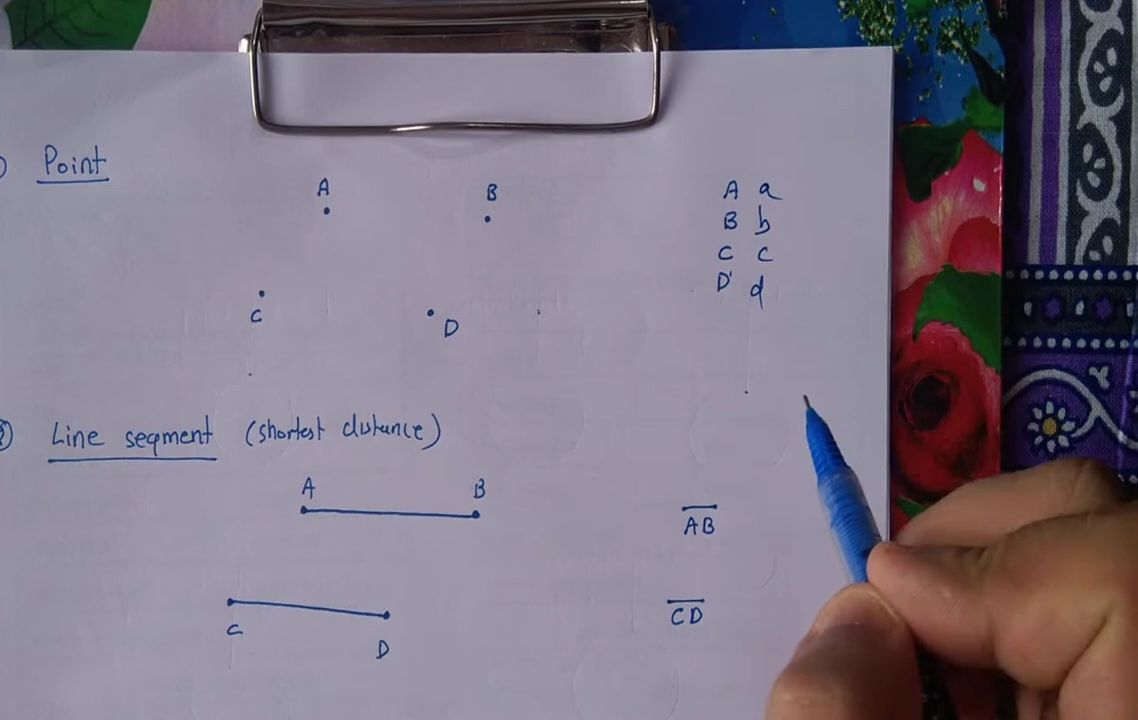 Point
A B
A a
B b
C c
C D
D d
Line segment (shortest distance)
A B
AB
CD
C D